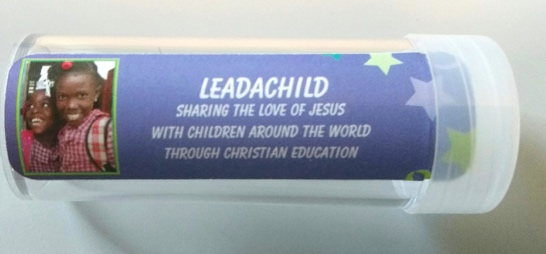 LEADACHILD
SHARING THE LOVE OF JESUS
WITH CHILDREN AROUND THE WORLD
THROUGH CHRISTIAN EDUCATION